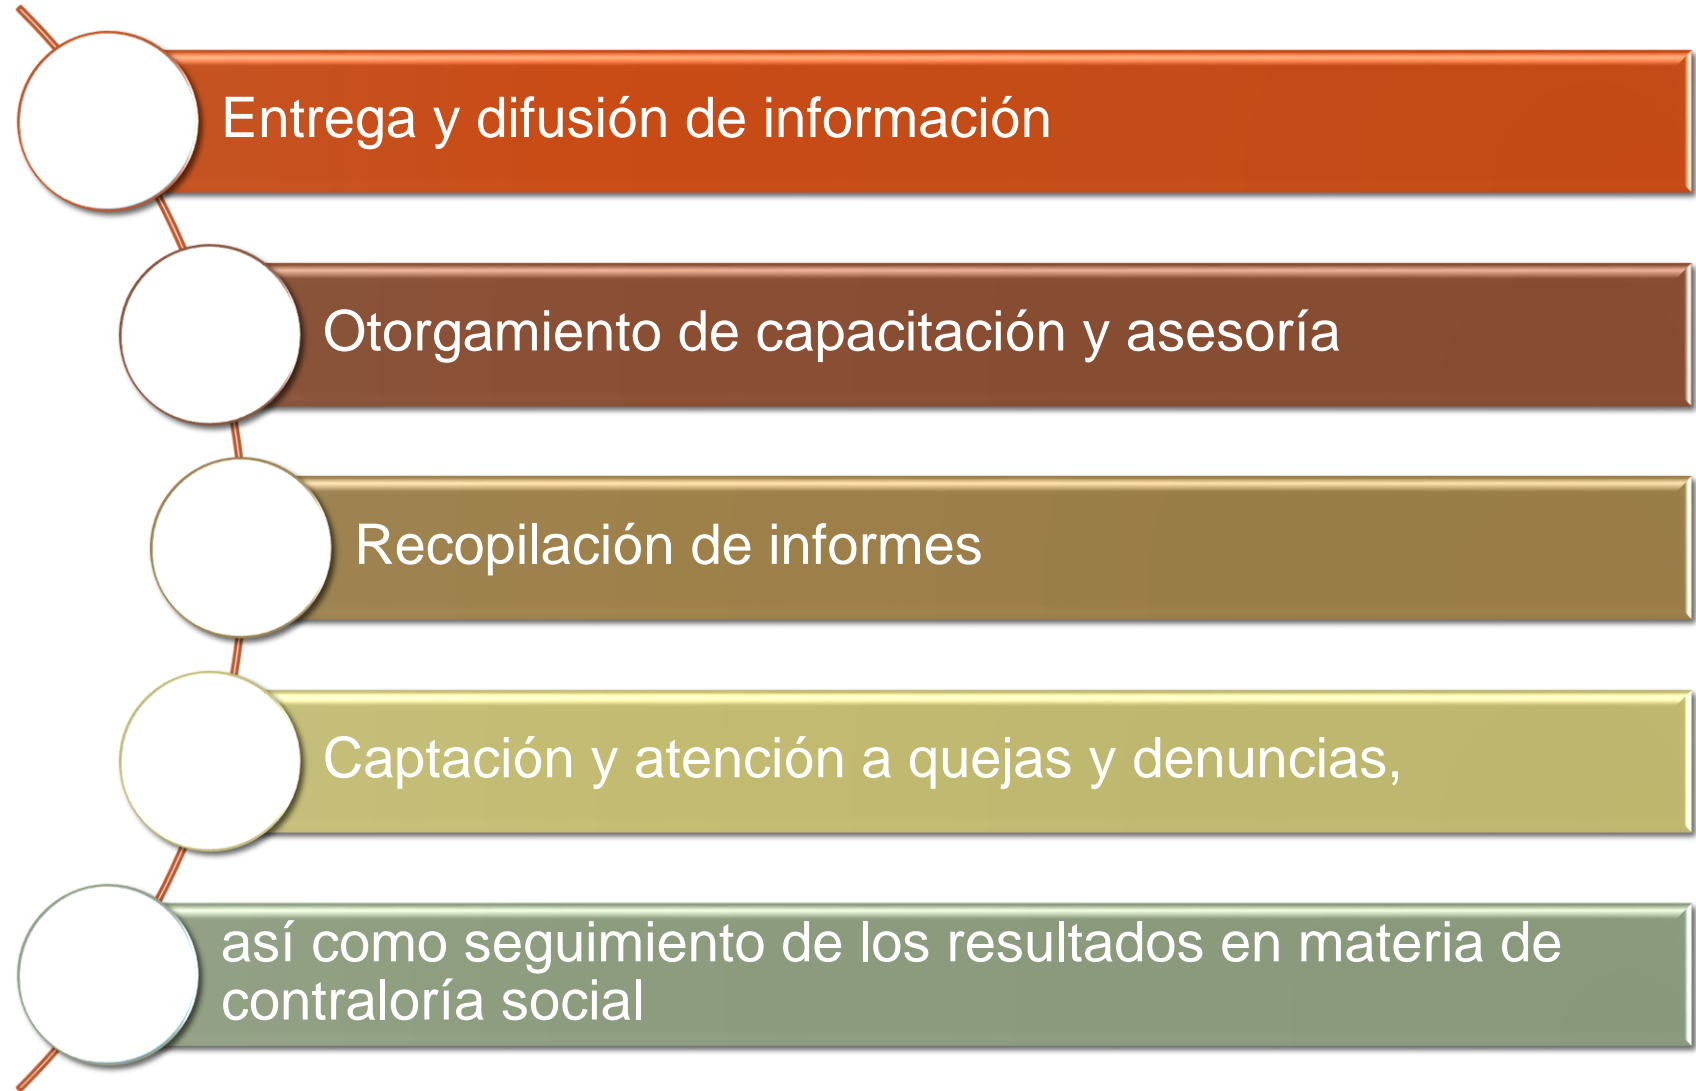 Entrega y difusión de información
Otorgamiento de capacitación y asesoría
Recopilación de informes
Captación y atención a quejas y denuncias,
así como seguimiento de los resultados en materia de
contraloría social